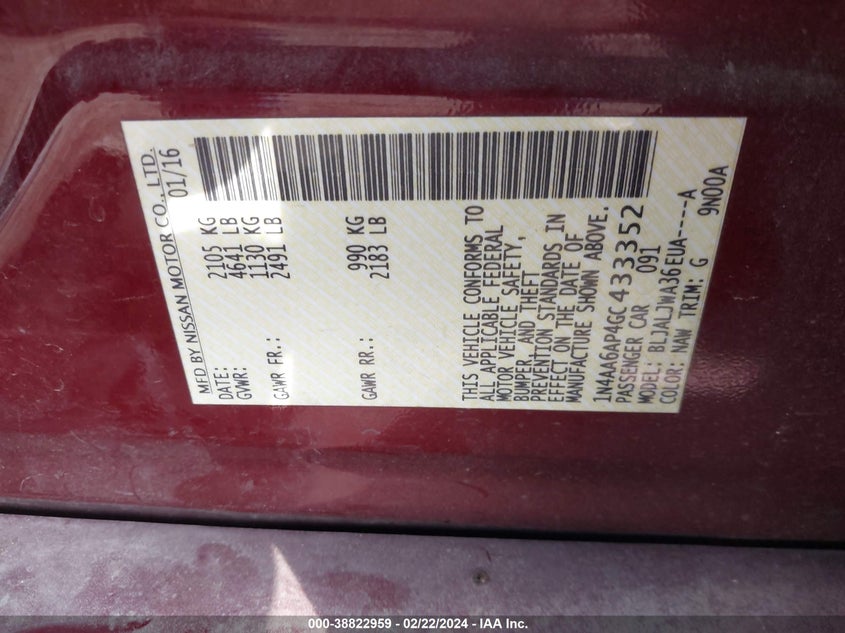 MFD BY NISSAN MOTOR CO., LTD.
DATE: 01/16
GVWR: 2105 KG
4641 LB
GAWR FR.: 1130 KG
2491 LB
GAWR RR.: 990 KG
2183 LB
THIS VEHICLE CONFORMS TO
ALL APPLICABLE FEDERAL
MOTOR VEHICLE SAFETY,
BUMPER, AND THEFT
PREVENTION STANDARDS IN
EFFECT ON THE DATE OF
MANUFACTURE SHOWN ABOVE.
1N4AA6AP4GC433352
PASSENGER CAR 091
MODEL: BL1ALJWA36EUA-----A
COLOR: NAW TRIM: G 9N00A
000-38822959 - 02/22/2024 - IAA Inc.